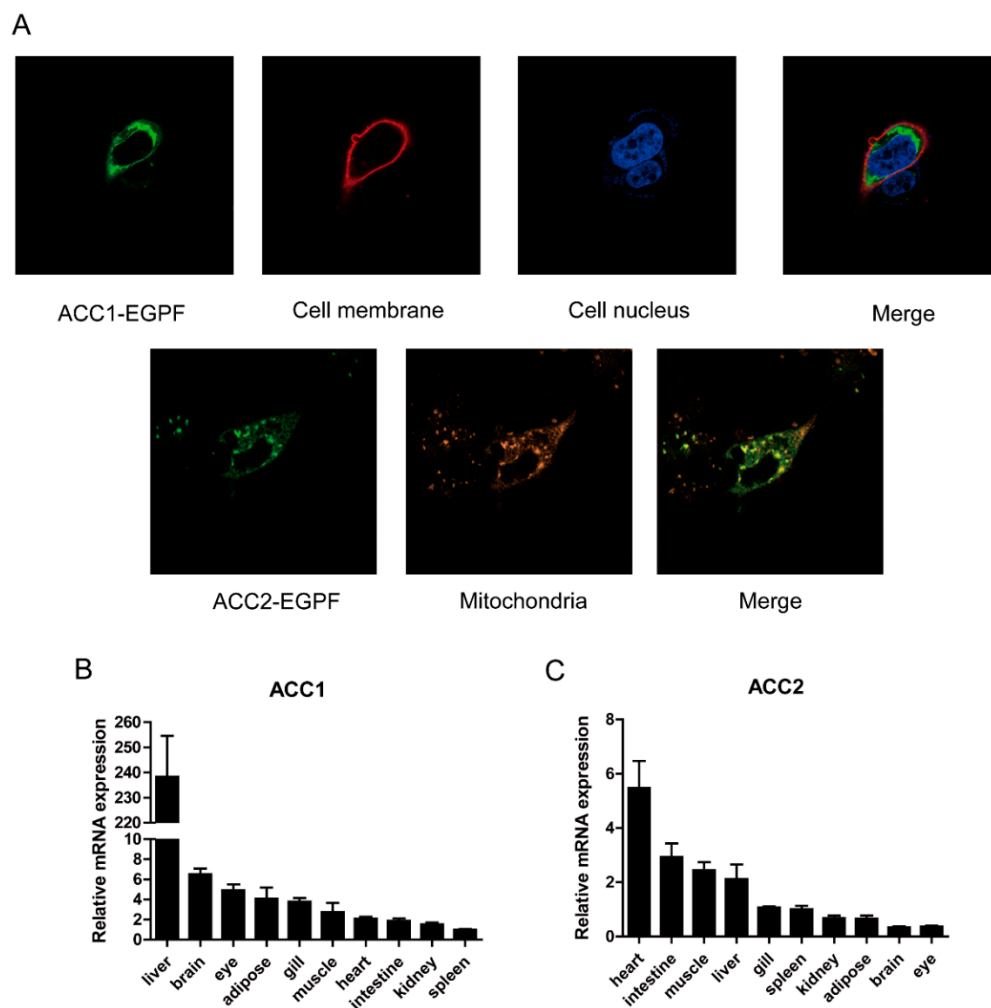 A
ACC1-EGPF
Cell membrane
Cell nucleus
Merge
ACC2-EGPF
Mitochondria
Merge
B
ACC1
Relative mRNA expression
260
250
240
230
220
10
8
6
4
2
0
liver
brain
eye
adipose
gill
muscle
heart
intestine
kidney
spleen
C
ACC2
Relative mRNA expression
8
6
4
2
0
heart
intestine
muscle
liver
gill
spleen
kidney
adipose
brain
eye